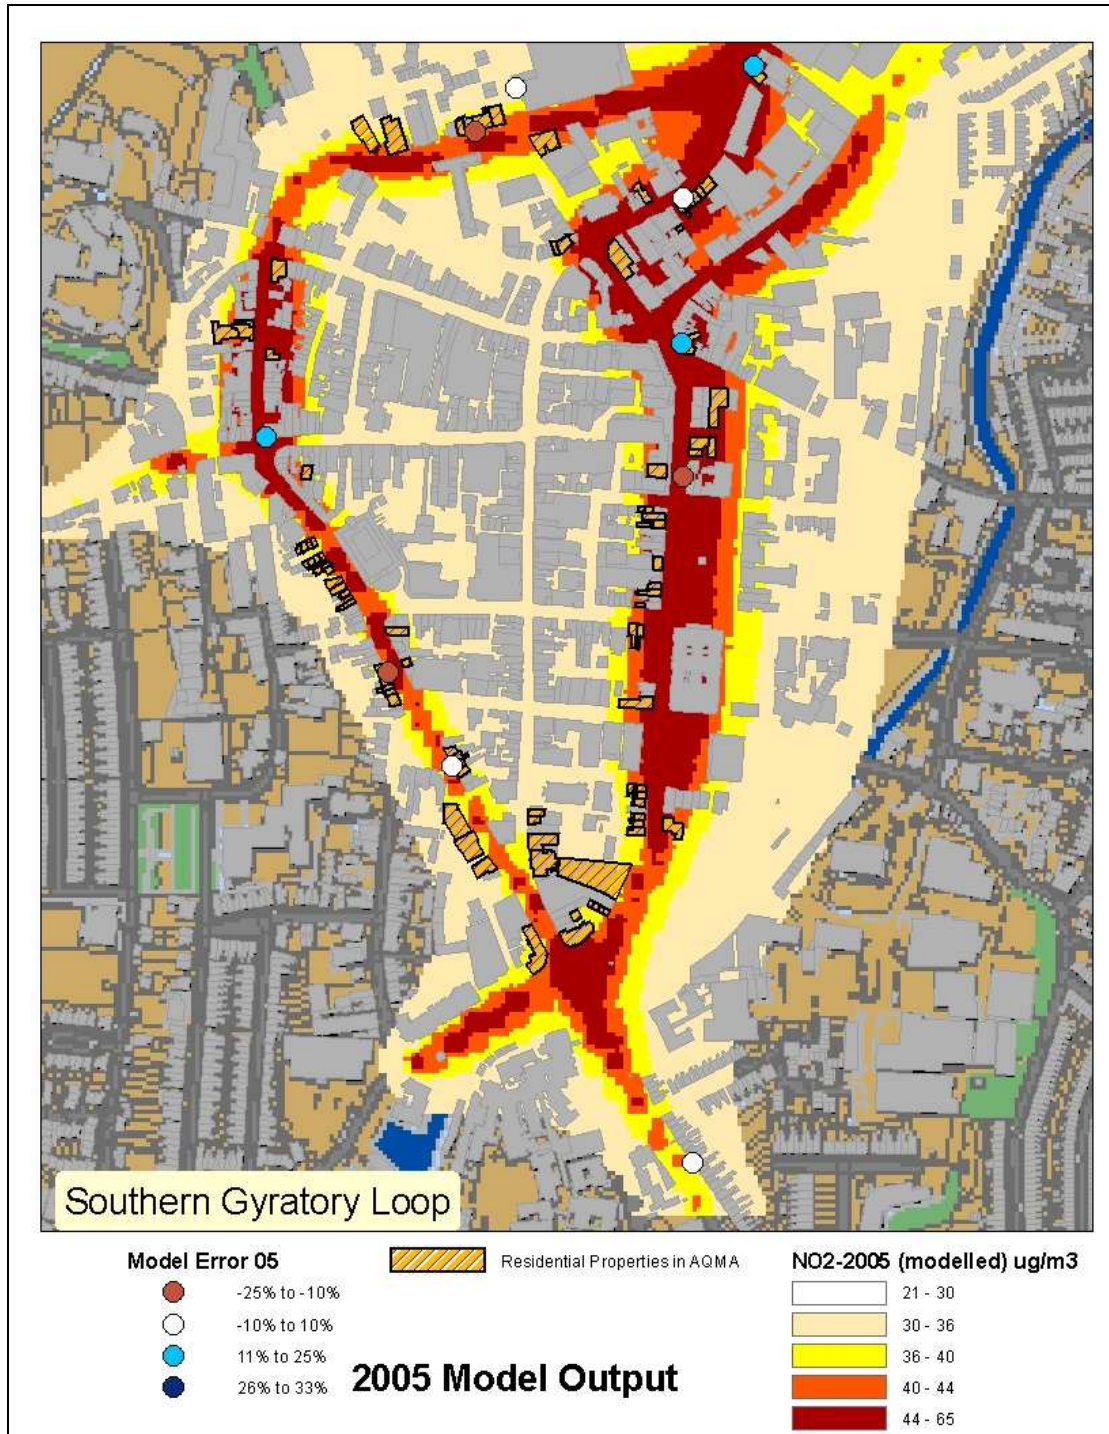 Southern Gyratory Loop
Model Error 05
-25% to -10%
-10% to 10%
11% to 25%
26% to 33%
Residential Properties in AQMA
2005 Model Output
NO2-2005 (modelled) ug/m3
21 - 30
30 - 36
36 - 40
40 - 44
44 - 65